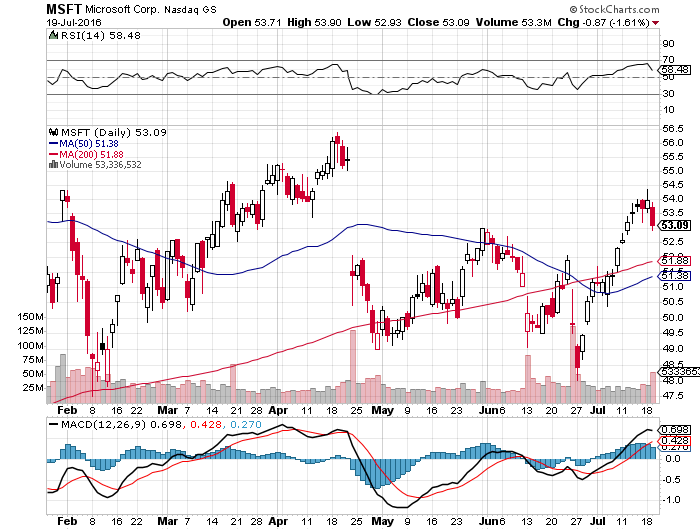 MSFT Microsoft Corp. Nasdaq GS © StockCharts.com
19-Jul-2016 Open 53.71 High 53.90 Low 52.93 Close 53.09 Volume 53.3M Chg -0.87 (-1.61%)
RSI(14) 58.48
90
70
58.48
50
30
10
MSFT (Daily) 53.09
MA(50) 51.38
MA(200) 51.88
Volume 53,336,532
56.5
56.0
55.5
55.0
54.5
54.0
53.5
53.09
52.5
52.0
51.88
51.5
51.38
51.0
50.5
50.0
49.5
49.0
48.5
5333653
48.0
47.5
150M
125M
100M
75M
50M
25M
Feb 8 16 22 Mar 7 14 21 28 Apr 11 18 25 May 9 16 23 Jun 6 13 20 27 Jul 11 18
MACD(12,26,9) 0.698, 0.428, 0.270
0.698
0.428
0.270
0.0
-0.5
-1.0
Feb 8 16 22 Mar 7 14 21 28 Apr 11 18 25 May 9 16 23 Jun 6 13 20 27 Jul 11 18